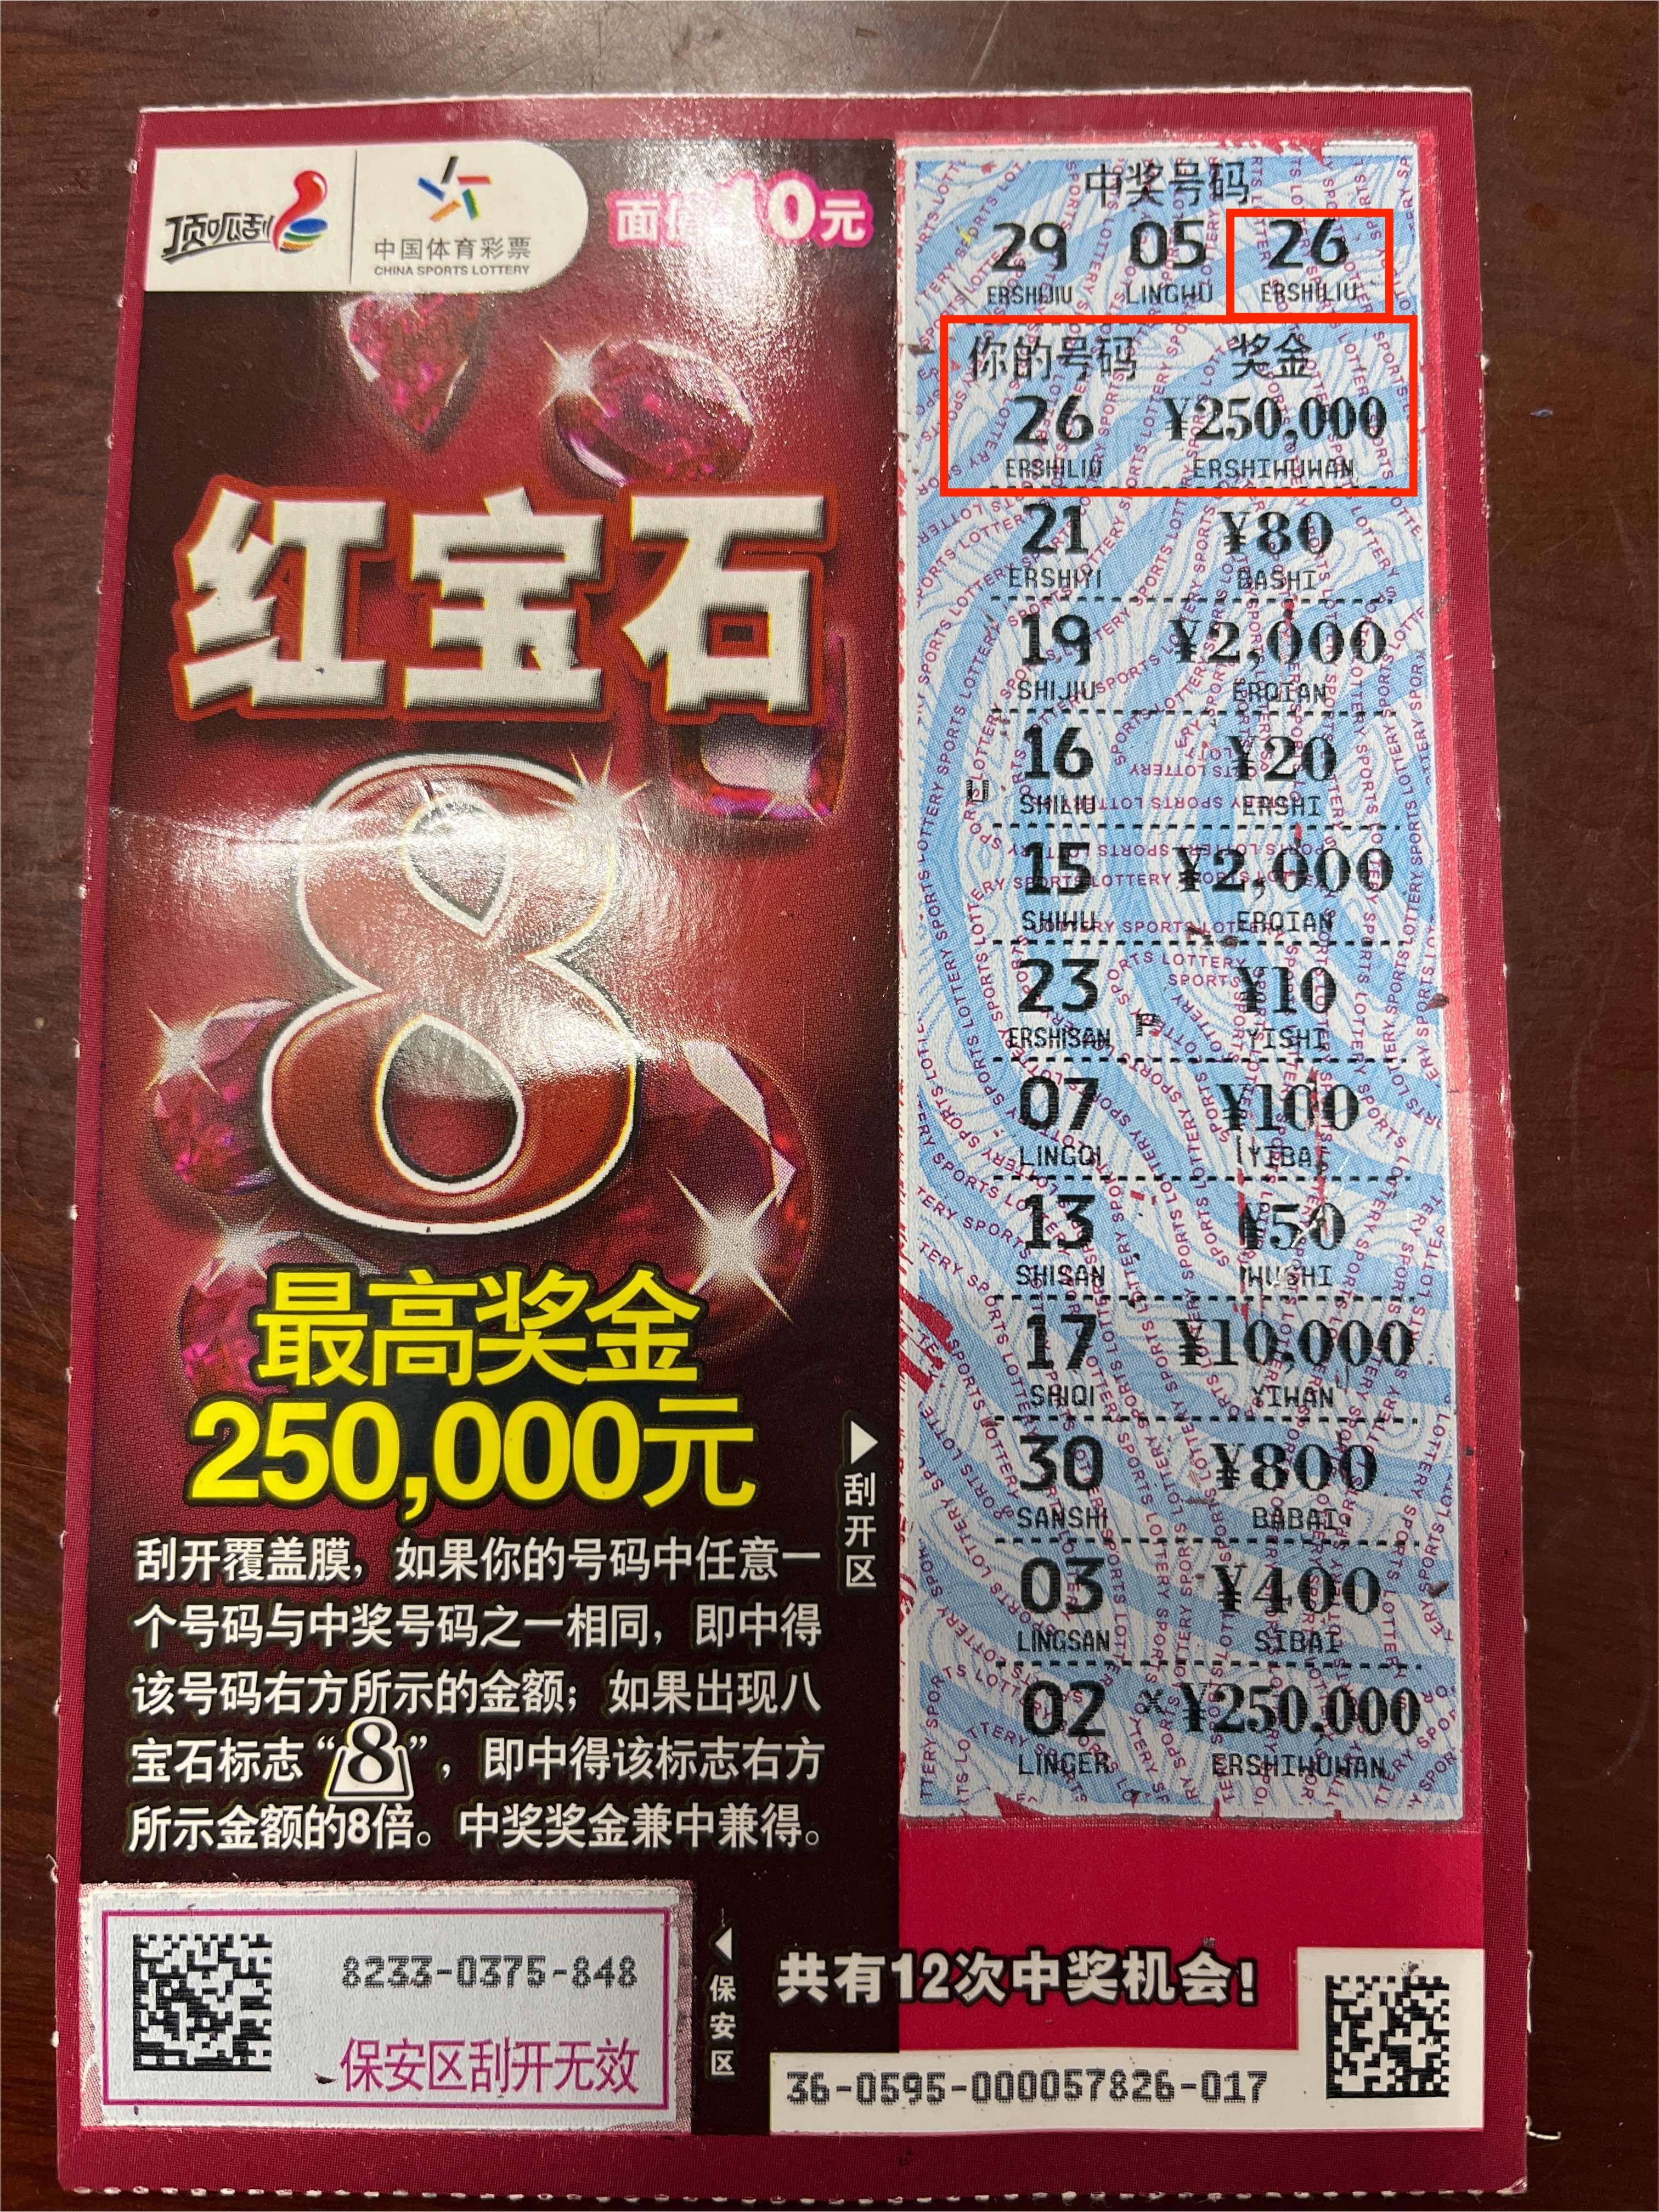 顶呱刮
中国体育彩票
CHINA SPORTS LOTTERY
面值10元
红宝石
8
最高奖金
250,000元
刮开覆盖膜，如果你的号码中任意一
个号码与中奖号码之一相同，即中得
该号码右方所示的金额；如果出现八
宝石标志“8”，即中得该标志右方
所示金额的8倍。中奖奖金兼中兼得。
刮开区
中奖号码
29 05 26
ERSHIJIU LINGWU ERSHILIU
你的号码 奖金
26 ¥250,000
ERSHILIU ERSHIWUWAN
21 ¥80
ERSHIYI BASHI
19 ¥2,000
SHIJIU ERQIAN
16 ¥20
SHILIU ERSHI
15 ¥2,000
SHIWU ERQIAN
23 ¥10
ERSHISAN YISHI
07 ¥100
LINGQI YIBAI
13 ¥50
SHISAN WUSHI
17 ¥10,000
SHIQI YIWAN
30 ¥800
SANSHI BABAI
03 ¥400
LINGSAN SIBAI
02 ¥250,000
LINGER ERSHIWUWAN
8233-0375-848
保安区刮开无效
保安区
共有12次中奖机会！
36-0595-000057826-017